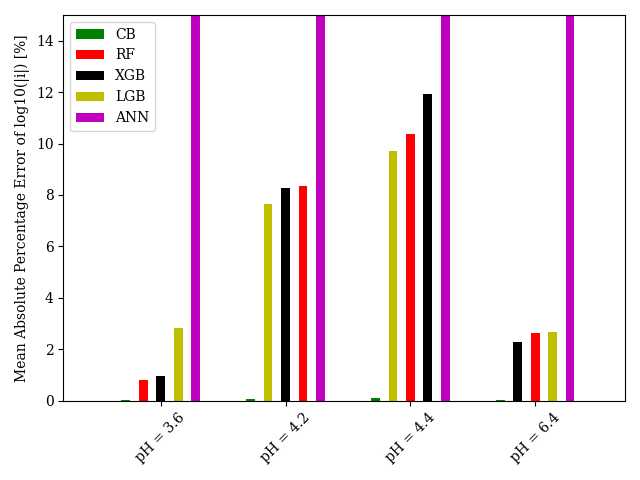 Mean Absolute Percentage Error of log10(|i|) [%]
14
12
10
8
6
4
2
0
CB
RF
XGB
LGB
ANN
pH = 3.6
pH = 4.2
pH = 4.4
pH = 6.4